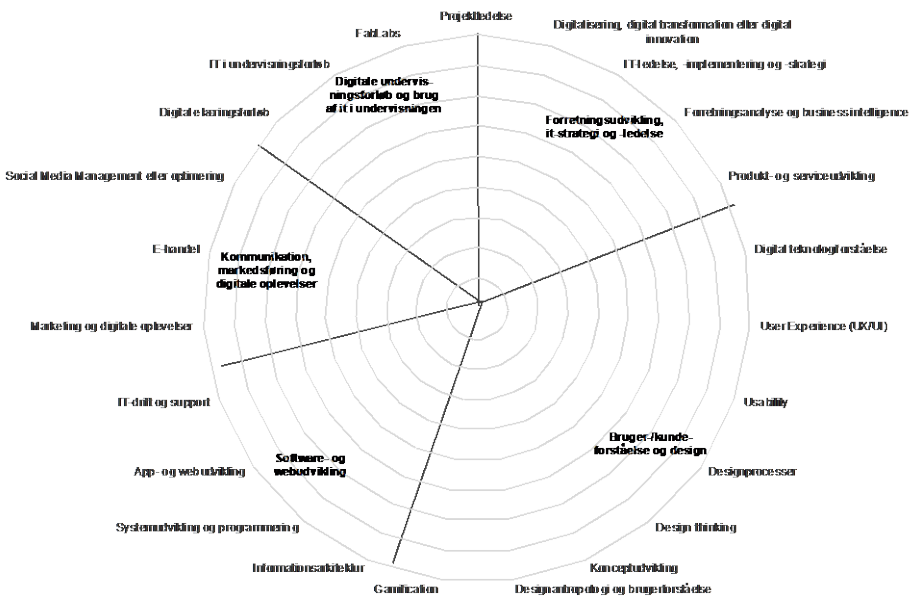 Projektledelse
Digitalisering, digital transformation eller digital
innovation
IT-ledelse, -implementering og -strategi
Forretningsanalyse og business intelligence
Produkt- og serviceudvikling
Digital teknologiforståelse
User Experience (UX/UI)
Usability
Designprocesser
Design thinking
Konceptudvikling
Designantropologi og brugerforståelse
Gamification
Informationsarkitektur
Systemudvikling og programmering
App- og webudvikling
IT-drift og support
Marketing og digitale oplevelser
E-handel
Social Media Management eller optimering
Digitale læringsforløb
IT i undervisningsforløb
FabLabs
Digitale undervis-
ningsforløb og brug
af it i undervisningen
Forretningsudvikling,
it-strategi og -ledelse
Bruger-/kunde-
forståelse og design
Software- og
webudvikling
Kommunikation,
markedsføring og
digitale oplevelser